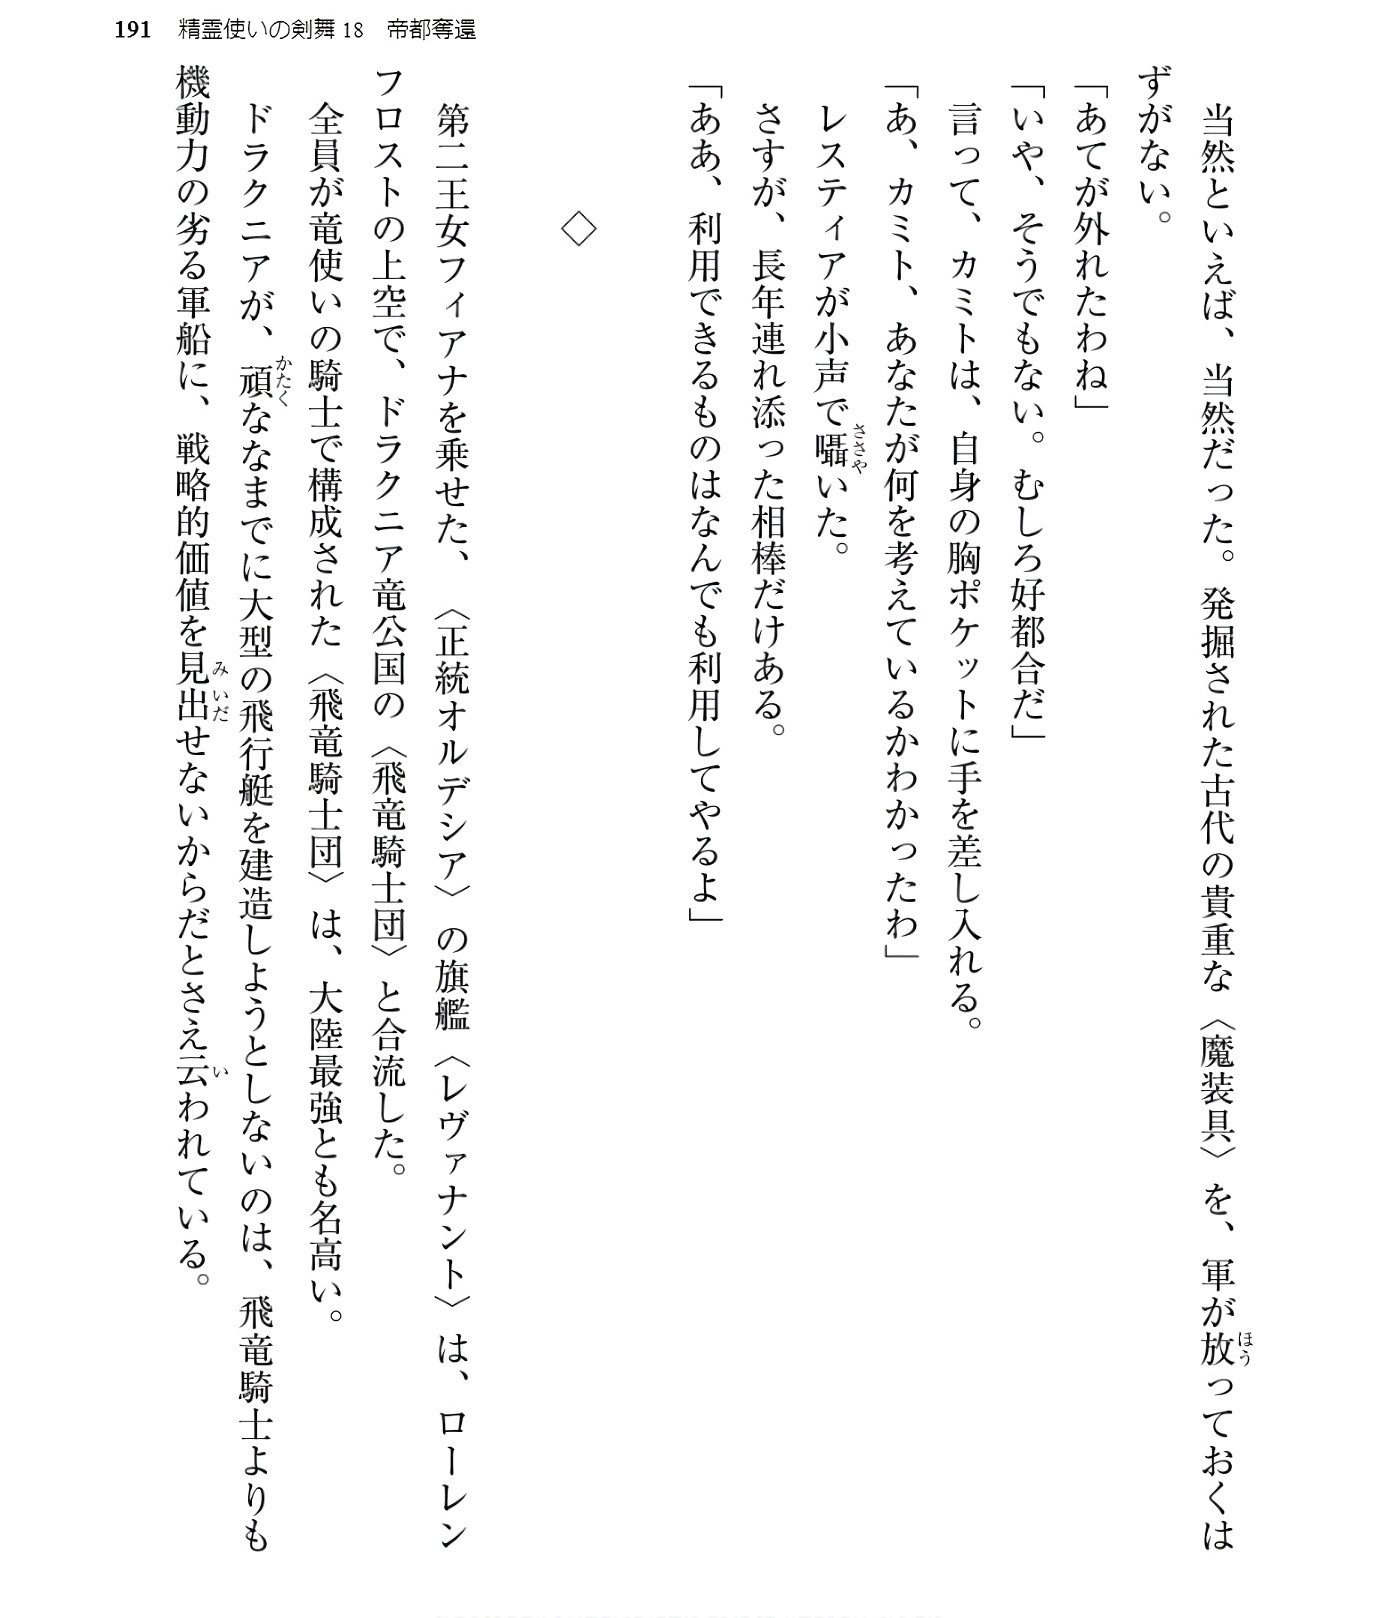 191 精霊使いの剣舞18 帝都奪還
当然といえば、当然だった。発掘された古代の貴重な〈魔装具〉を、軍が放っておくは
ずがない。
「あてが外れたわね」
「いや、そうでもない。むしろ好都合だ」
言って、カミトは、自身の胸ポケットに手を差し入れる。
「あ、カミト、あなたが何を考えているかわかったわ」
レスティアが小声で囁いた。
さすが、長年連れ添った相棒だけある。
「ああ、利用できるものはなんでも利用してやるよ」
◇
第二王女フィアナを乗せた、〈正統オルデシア〉の旗艦〈レヴァナント〉は、ローレン
フロストの上空で、ドラクニア竜公国の〈飛竜騎士団〉と合流した。
全員が竜使いの騎士で構成された〈飛竜騎士団〉は、大陸最強とも名高い。
ドラクニアが、頑ななまでに大型の飛行艇を建造しようとしないのは、飛竜騎士よりも
機動力の劣る軍船に、戦略的価値を見出せないからだとさえ云われている。